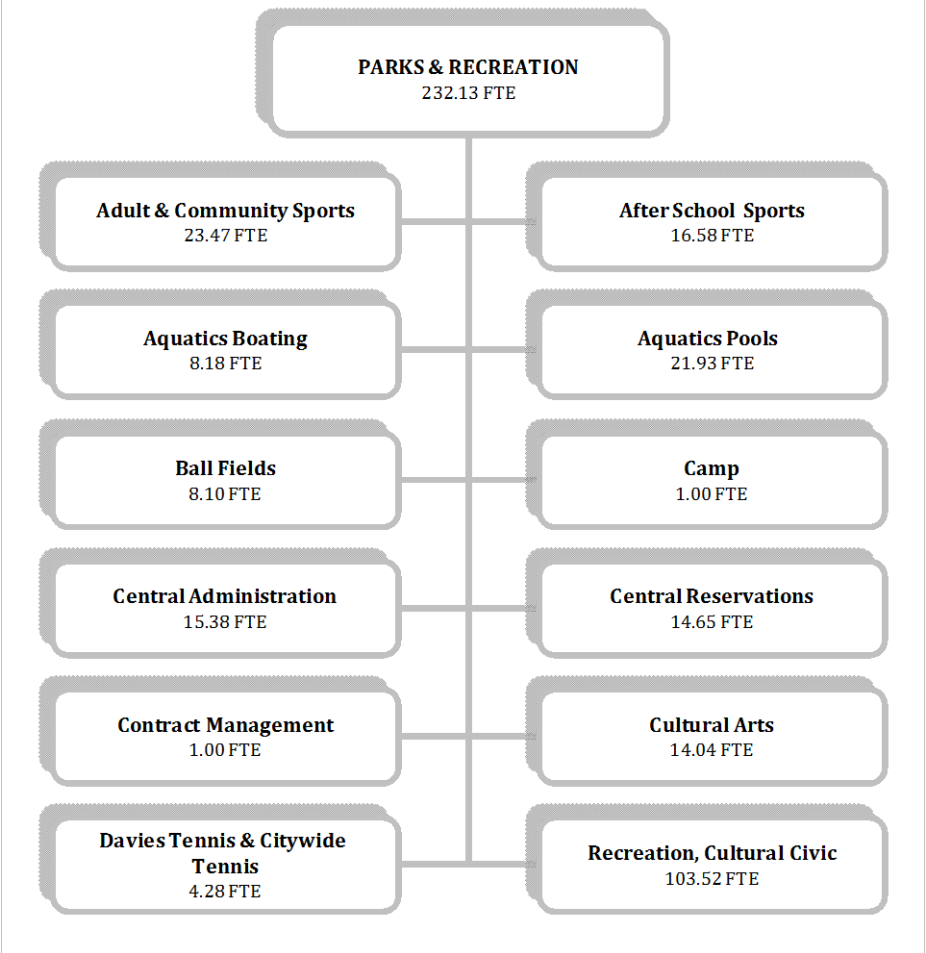 PARKS & RECREATION
232.13 FTE
Adult & Community Sports
23.47 FTE
After School Sports
16.58 FTE
Aquatics Boating
8.18 FTE
Aquatics Pools
21.93 FTE
Ball Fields
8.10 FTE
Camp
1.00 FTE
Central Administration
15.38 FTE
Central Reservations
14.65 FTE
Contract Management
1.00 FTE
Cultural Arts
14.04 FTE
Davies Tennis & Citywide
Tennis
4.28 FTE
Recreation, Cultural Civic
103.52 FTE